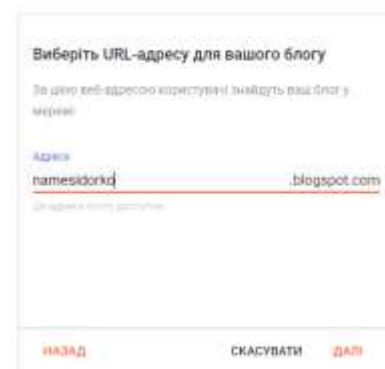 Виберіть URL-адресу для вашого блогу
За цією веб-адресою користувачі знайдуть ваш блог у
мережі
Адреса
namesidorko .blogspot.com
Ця адреса блогу доступна.
НАЗАД СКАСУВАТИ ДАЛІ